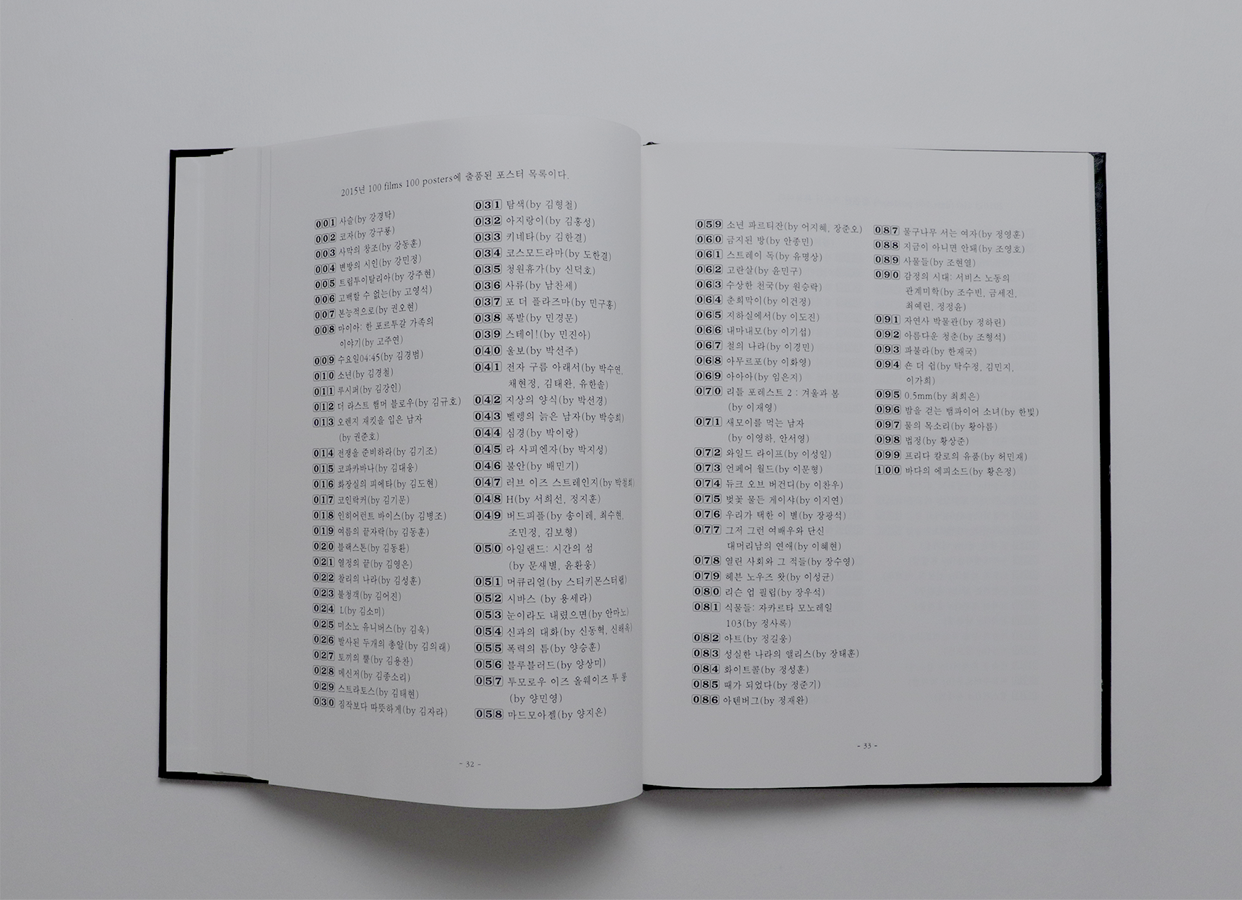 2015년 100 films 100 posters에 출품된 포스터 목록이다.
001 사슬(by 강경탁)
002 코자(by 강구룡)
003 사막의 창조(by 강동훈)
004 변방의 시인(by 강민정)
005 트립투이탈리아(by 강주현)
006 고백할 수 없는(by 고영석)
007 본능적으로(by 권오현)
008 마이아: 한 포르투갈 가족의
이야기(by 고주연)
009 수요일04:45(by 김경범)
010 소년(by 김경철)
011 루시퍼(by 김강인)
012 더 라스트 햄머 블로우(by 김규호)
013 오렌지 재킷을 입은 남자
(by 권준호)
014 전쟁을 준비하라(by 김기조)
015 코파카바나(by 김대웅)
016 화장실의 피에타(by 김도현)
017 코인락커(by 김기문)
018 인히어런트 바이스(by 김병조)
019 여름의 끝자락(by 김동훈)
020 블랙스톤(by 김동환)
021 열정의 끝(by 김영은)
022 찰리의 나라(by 김성훈)
023 불청객(by 김어진)
024 L(by 김소미)
025 미소노 유니버스(by 김욱)
026 발사된 두개의 총알(by 김의래)
027 토끼의 뿔(by 김용찬)
028 메신저(by 김종소리)
029 스트라토스(by 김태현)
030 짐작보다 따뜻하게(by 김자라)
031 탐색(by 김형철)
032 아지랑이(by 김홍성)
033 키네타(by 김한결)
034 코스모드라마(by 도한결)
035 청원휴가(by 신덕호)
036 사류(by 남찬세)
037 포 더 플라즈마(by 민구홍)
038 폭발(by 민경문)
039 스테이!(by 민진아)
040 울보(by 박선주)
041 전자 구름 아래서(by 박수연,
채현정, 김태완, 유한솔)
042 지상의 양식(by 박선경)
043 벨렝의 늙은 남자(by 박승희)
044 심경(by 박이랑)
045 라 사피엔자(by 박지성)
046 불안(by 배민기)
047 러브 이즈 스트레인지(by 박철희)
048 H(by 서희선, 정지훈)
049 버드피플(by 송이레, 최수현,
조민정, 김보형)
050 아일랜드: 시간의 섬
(by 문새별, 윤환웅)
051 머큐리얼(by 스티키몬스터랩)
052 시바스 (by 용세라)
053 눈이라도 내렸으면(by 안마노)
054 신과의 대화(by 신동혁, 신해옥)
055 폭력의 틈(by 양승훈)
056 블루블러드(by 양상미)
057 투모로우 이즈 올웨이즈 투 롱
(by 양민영)
058 마드모아젤(by 양지은)
- 32 -
059 소년 파르티잔(by 어지혜, 장준오)
060 금지된 방(by 안종민)
061 스트레이 독(by 유명상)
062 고란살(by 윤민구)
063 수상한 천국(by 원승락)
064 춘희막이(by 이건정)
065 지하실에서(by 이도진)
066 내마내모(by 이기섭)
067 철의 나라(by 이경민)
068 아무르포(by 이화영)
069 아아아(by 임은지)
070 리틀 포레스트 2 : 겨울과 봄
(by 이재영)
071 새모이를 먹는 남자
(by 이영하, 안서영)
072 와일드 라이프(by 이성일)
073 언페어 월드(by 이문형)
074 듀크 오브 버건디(by 이찬우)
075 벚꽃 물든 게이샤(by 이지연)
076 우리가 택한 이 별(by 장광석)
077 그저 그런 여배우와 단신
대머리남의 연애(by 이혜현)
078 열린 사회와 그 적들(by 장수영)
079 헤븐 노우즈 왓(by 이성균)
080 리슨 업 필립(by 장우석)
081 식물들: 자카르타 모노레일
103(by 정사록)
082 아트(by 정길웅)
083 성실한 나라의 앨리스(by 장태훈)
084 화이트콜(by 정성훈)
085 때가 되었다(by 정준기)
086 아텐버그(by 정재완)
087 물구나무 서는 여자(by 정영훈)
088 지금이 아니면 안돼(by 조영호)
089 사물들(by 조현열)
090 감정의 시대: 서비스 노동의
관계미학(by 조수빈, 금세진,
최예린, 정정윤)
091 자연사 박물관(by 정하린)
092 아름다운 청춘(by 조형석)
093 파울라(by 한재국)
094 손 더 쉽(by 탁수정, 김민지,
이가희)
095 0.5mm(by 최희은)
096 밤을 걷는 뱀파이어 소녀(by 한빛)
097 물의 목소리(by 황아름)
098 법정(by 황상준)
099 프리다 칼로의 유품(by 허민재)
100 바다의 에피소드(by 황은정)
- 33 -